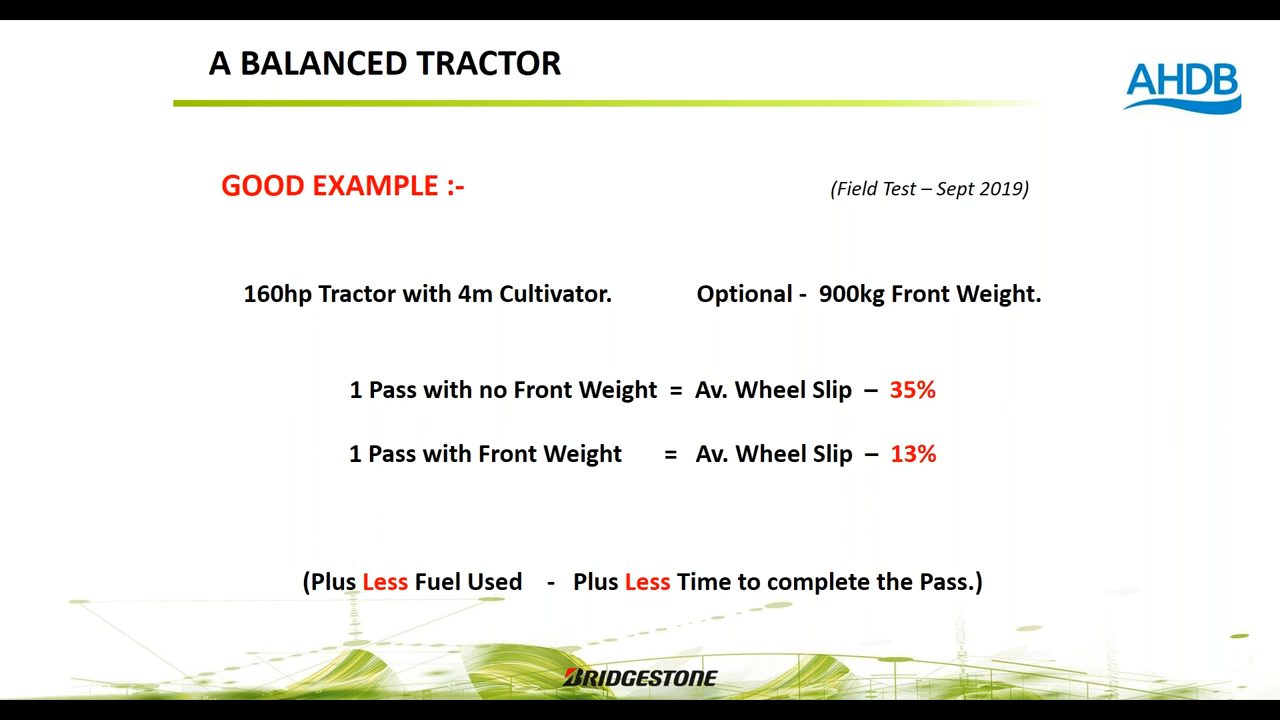 A BALANCED TRACTOR
AHDB
GOOD EXAMPLE :-
(Field Test – Sept 2019)
160hp Tractor with 4m Cultivator. Optional - 900kg Front Weight.
1 Pass with no Front Weight = Av. Wheel Slip – 35%
1 Pass with Front Weight = Av. Wheel Slip – 13%
(Plus Less Fuel Used - Plus Less Time to complete the Pass.)
BRIDGESTONE